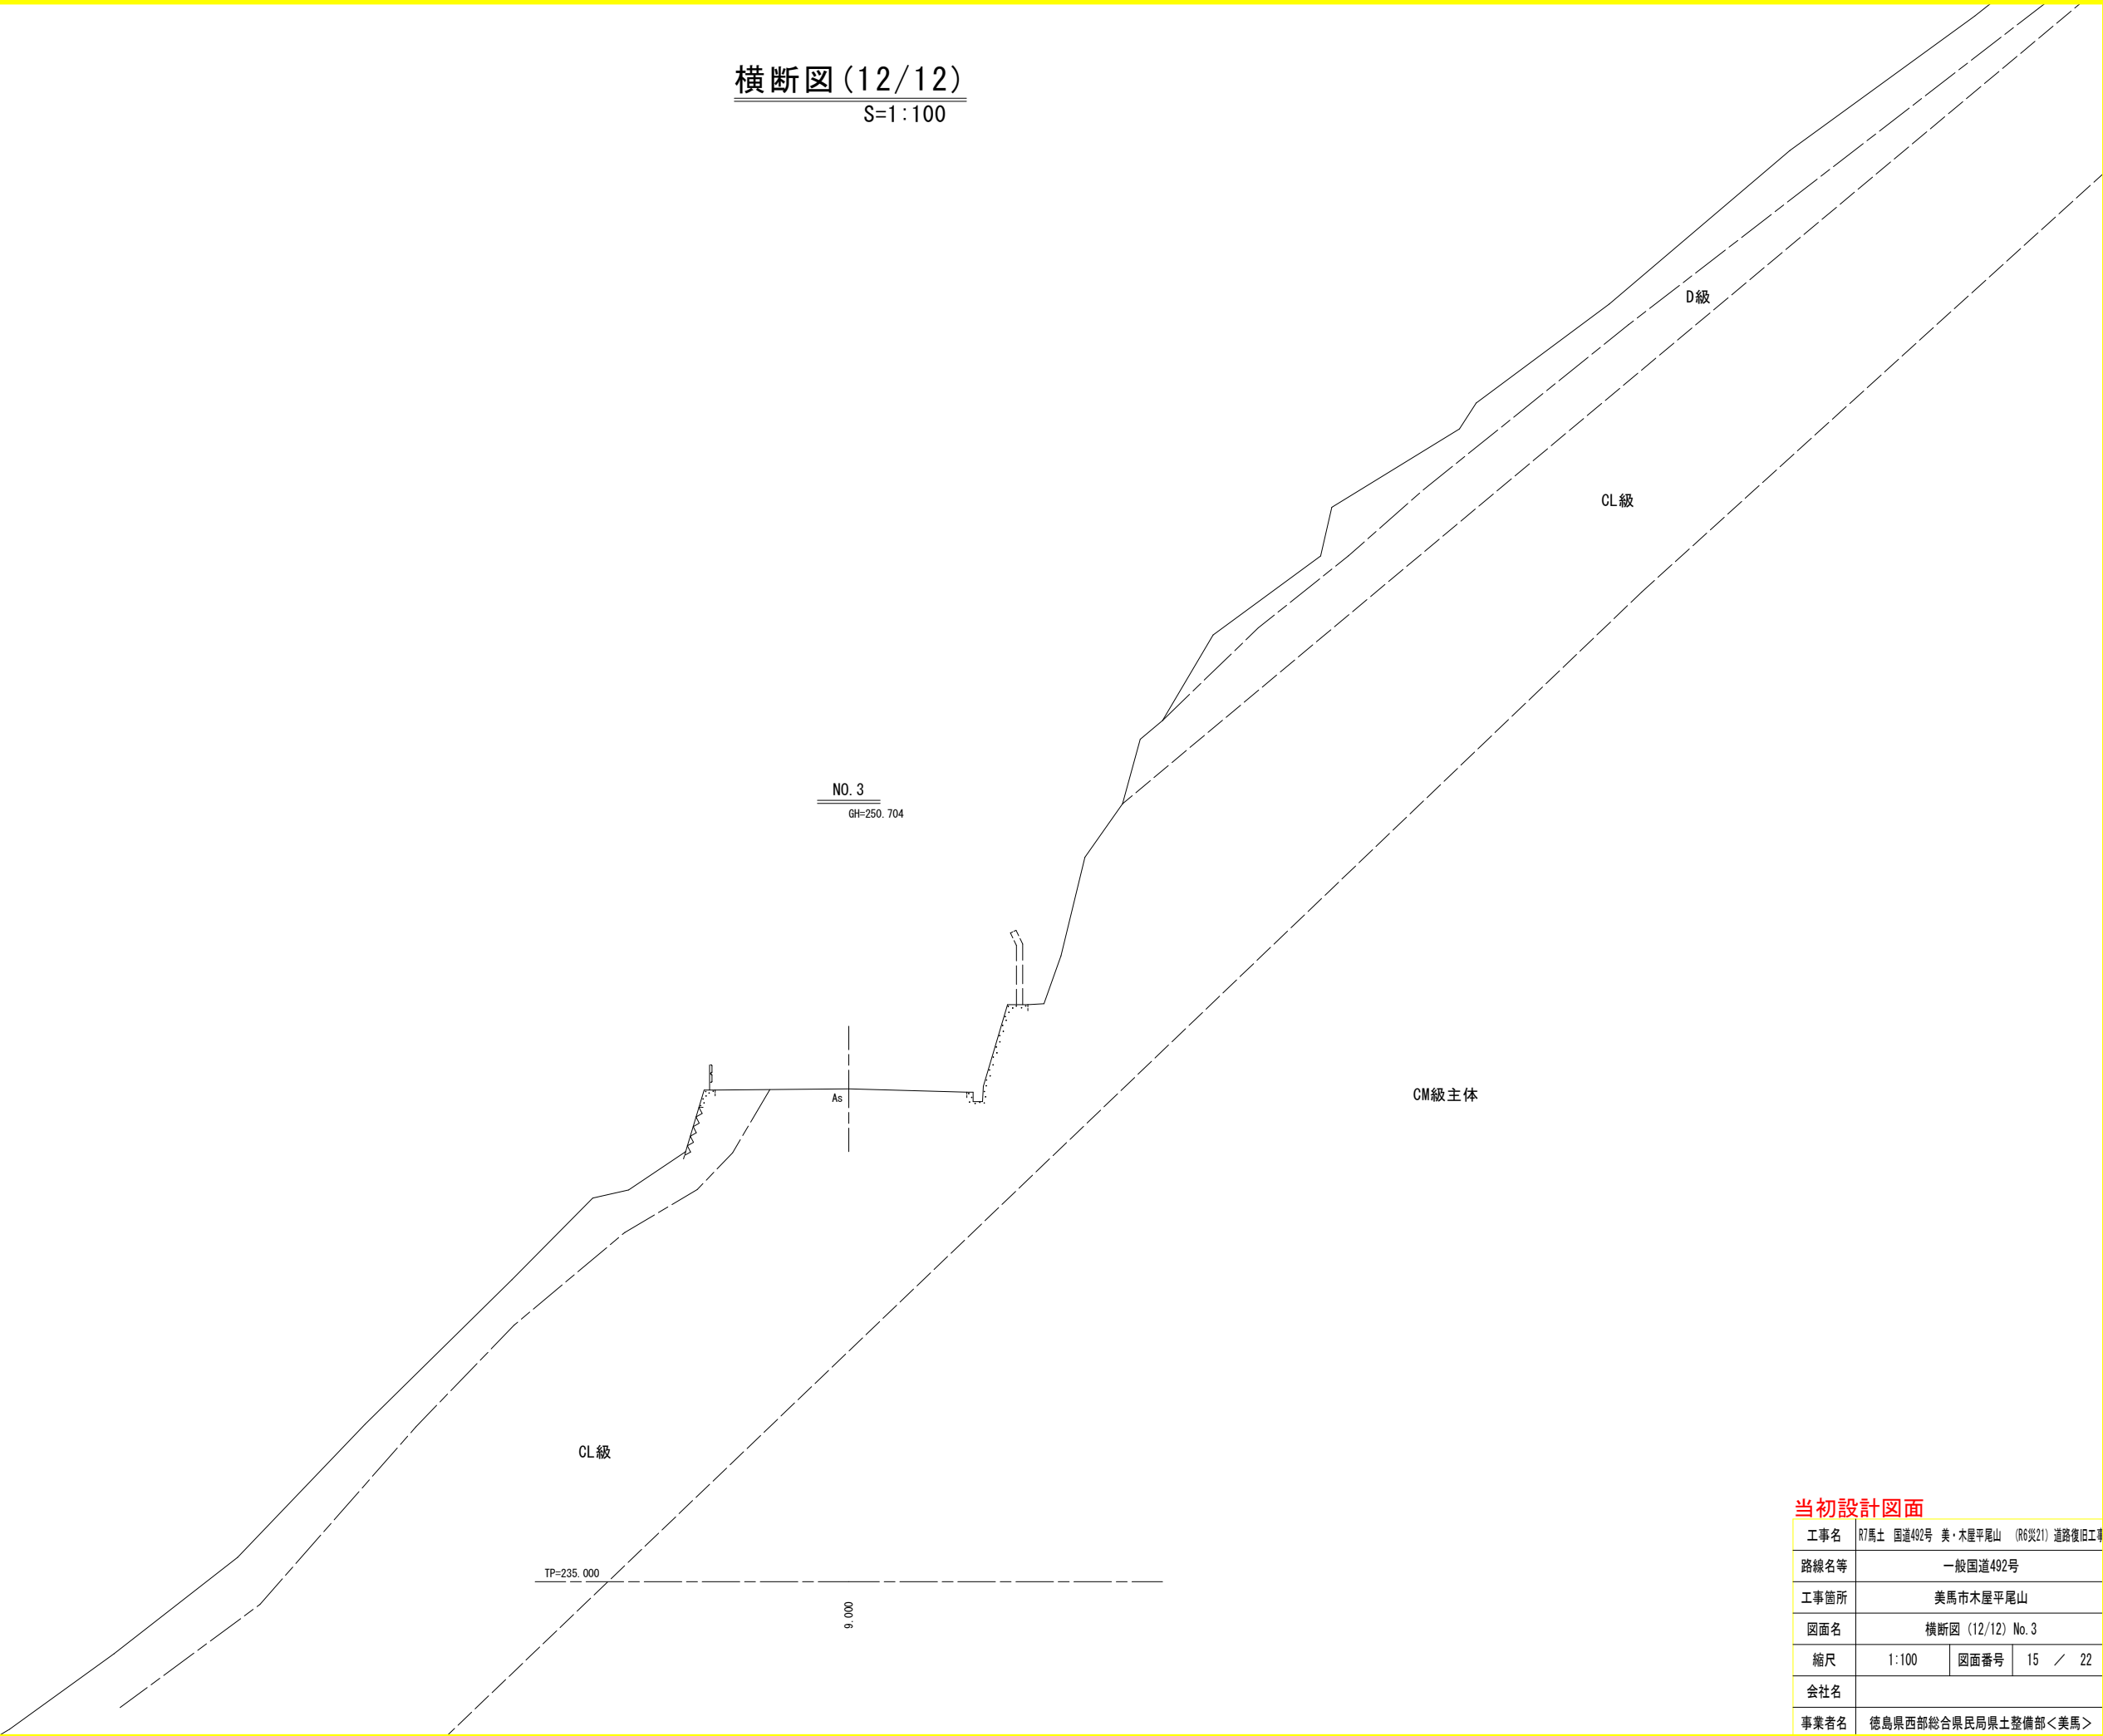 横断図(12/12)
S=1:100
D級
CL級
NO.3
GH=250.704
As
CM級主体
CL級
TP=235.000
9.000
当初設計図面
工事名 R7馬土 国道492号 美・木屋平尾山 (R6災21) 道路復旧工事
路線名等 一般国道492号
工事箇所 美馬市木屋平尾山
図面名 横断図(12/12)No.3
縮尺 1:100 図面番号 15 / 22
会社名
事業者名 徳島県西部総合県民局県土整備部<美馬>